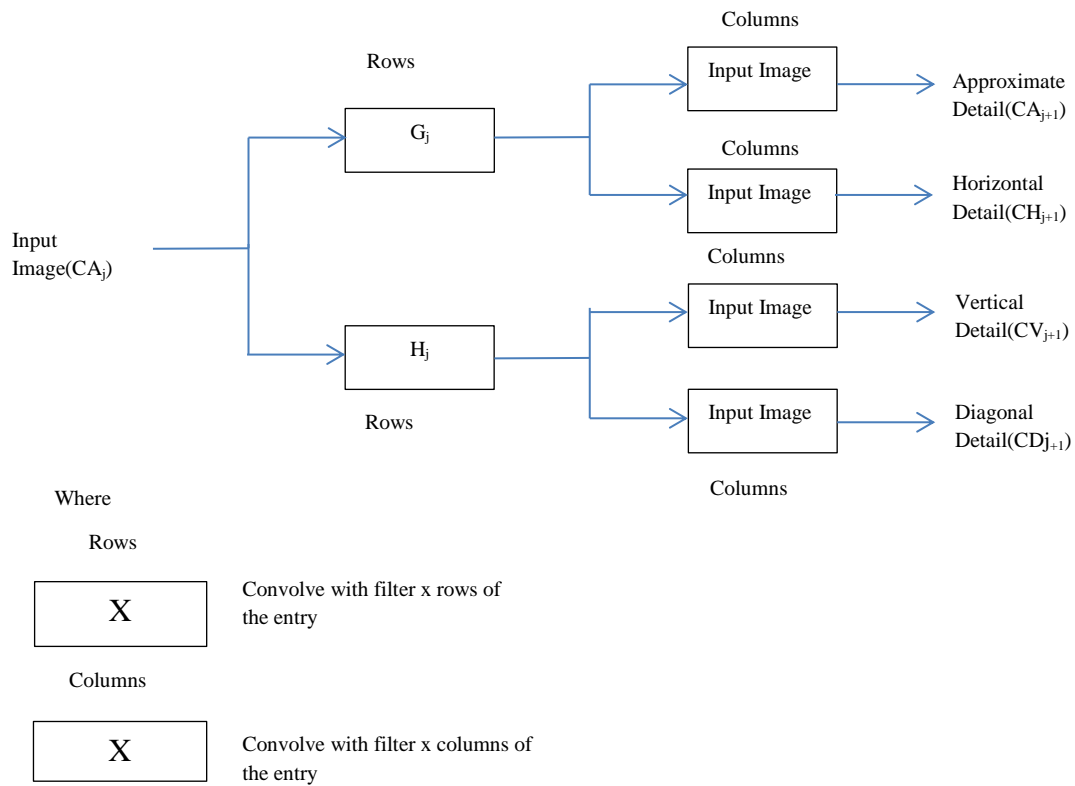 Columns
Rows
Input Image
Approximate
Detail(CAj+1)
Gj
Columns
Input Image
Horizontal
Detail(CHj+1)
Input
Image(CAj)
Columns
Input Image
Vertical
Detail(CVj+1)
Hj
Rows
Input Image
Diagonal
Detail(CDj+1)
Columns
Where
Rows
X
Convolve with filter x rows of
the entry
Columns
X
Convolve with filter x columns of
the entry